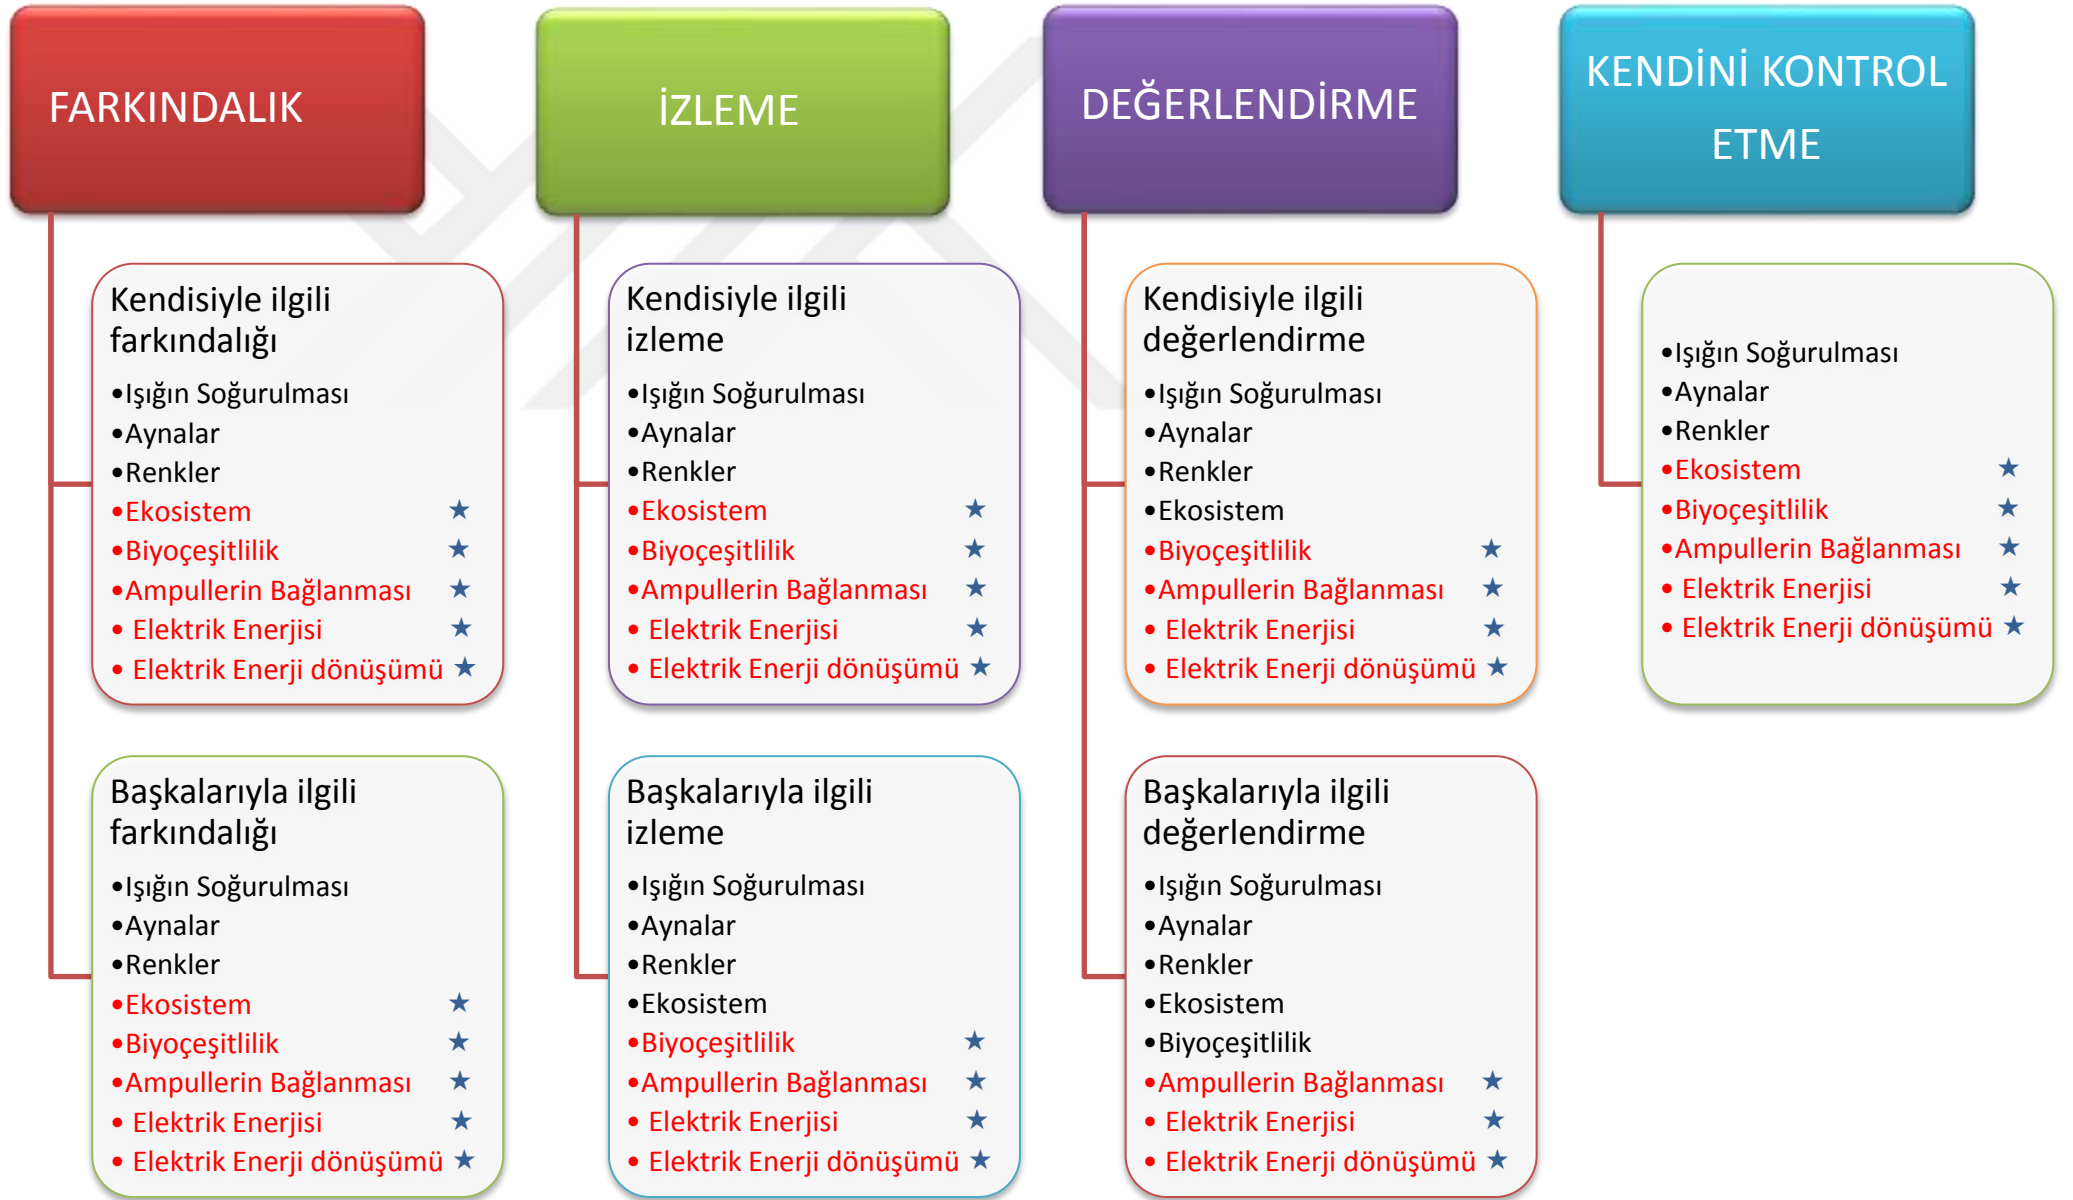 FARKINDALIK
Kendisiyle ilgili
farkındalığı
•Işığın Soğurulması
•Aynalar
•Renkler
•Ekosistem ★
•Biyoçeşitlilik ★
•Ampullerin Bağlanması ★
• Elektrik Enerjisi ★
• Elektrik Enerji dönüşümü ★
Başkalarıyla ilgili
farkındalığı
•Işığın Soğurulması
•Aynalar
•Renkler
•Ekosistem ★
•Biyoçeşitlilik ★
•Ampullerin Bağlanması ★
• Elektrik Enerjisi ★
• Elektrik Enerji dönüşümü ★
İZLEME
Kendisiyle ilgili
izleme
•Işığın Soğurulması
•Aynalar
•Renkler
•Ekosistem ★
•Biyoçeşitlilik ★
•Ampullerin Bağlanması ★
• Elektrik Enerjisi ★
• Elektrik Enerji dönüşümü ★
Başkalarıyla ilgili
izleme
•Işığın Soğurulması
•Aynalar
•Renkler
•Ekosistem
•Biyoçeşitlilik ★
•Ampullerin Bağlanması ★
• Elektrik Enerjisi ★
• Elektrik Enerji dönüşümü ★
DEĞERLENDİRME
Kendisiyle ilgili
değerlendirme
•Işığın Soğurulması
•Aynalar
•Renkler
•Ekosistem
•Biyoçeşitlilik ★
•Ampullerin Bağlanması ★
• Elektrik Enerjisi ★
• Elektrik Enerji dönüşümü ★
Başkalarıyla ilgili
değerlendirme
•Işığın Soğurulması
•Aynalar
•Renkler
•Ekosistem
•Biyoçeşitlilik
•Ampullerin Bağlanması ★
• Elektrik Enerjisi ★
• Elektrik Enerji dönüşümü ★
KENDİNİ KONTROL
ETME
•Işığın Soğurulması
•Aynalar
•Renkler
•Ekosistem ★
•Biyoçeşitlilik ★
•Ampullerin Bağlanması ★
• Elektrik Enerjisi ★
• Elektrik Enerji dönüşümü ★